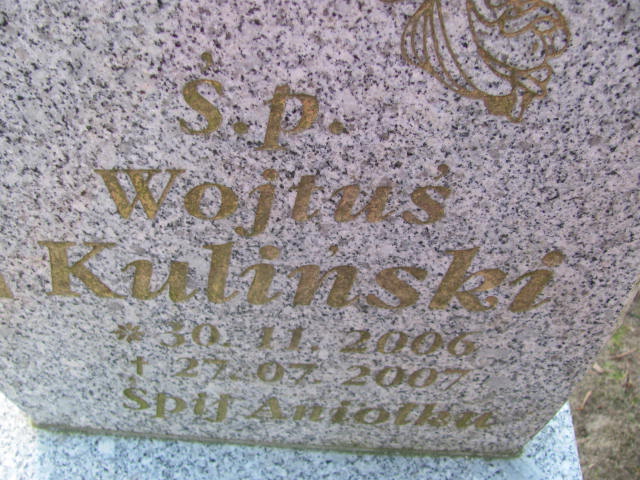 Ś.p.
Wojtuś
Kuliński
* 30. 11. 2006
† 27. 07. 2007
Śpij Aniołku